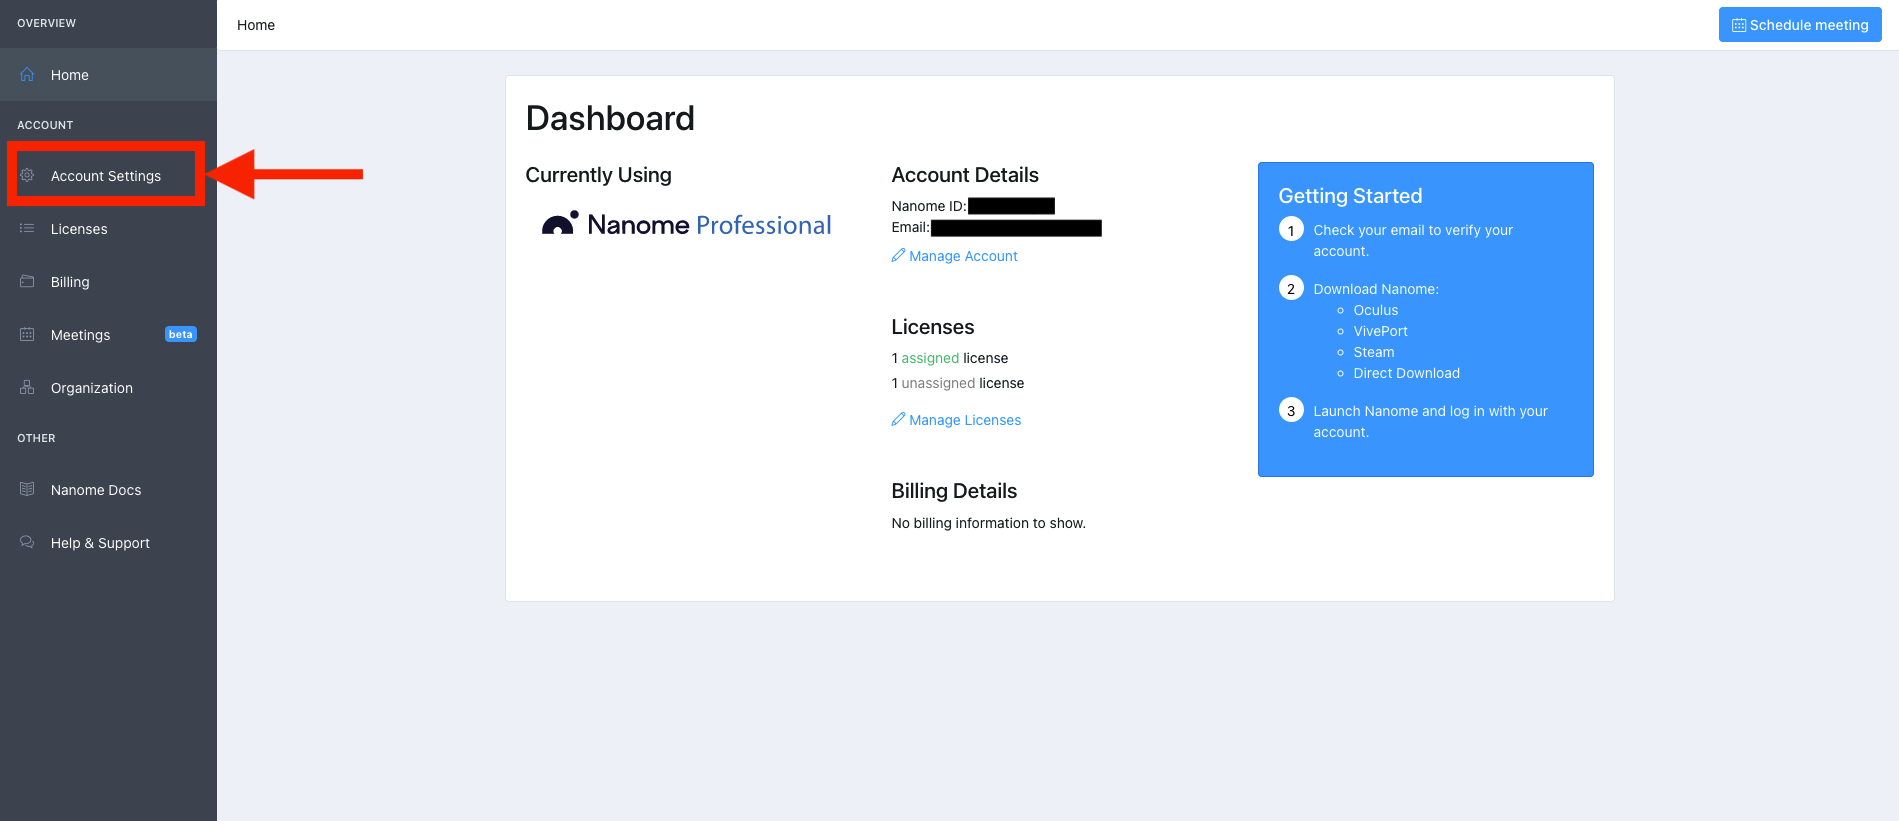 OVERVIEW
Home
ACCOUNT
Account Settings
Licenses
Billing
Meetings beta
Organization
OTHER
Nanome Docs
Help & Support
Home
Schedule meeting
Dashboard
Currently Using
Nanome Professional
Account Details
Nanome ID:
Email:
Manage Account
Licenses
1 assigned license
1 unassigned license
Manage Licenses
Billing Details
No billing information to show.
Getting Started
1 Check your email to verify your
account.
2 Download Nanome:
Oculus
VivePort
Steam
Direct Download
3 Launch Nanome and log in with your
account.